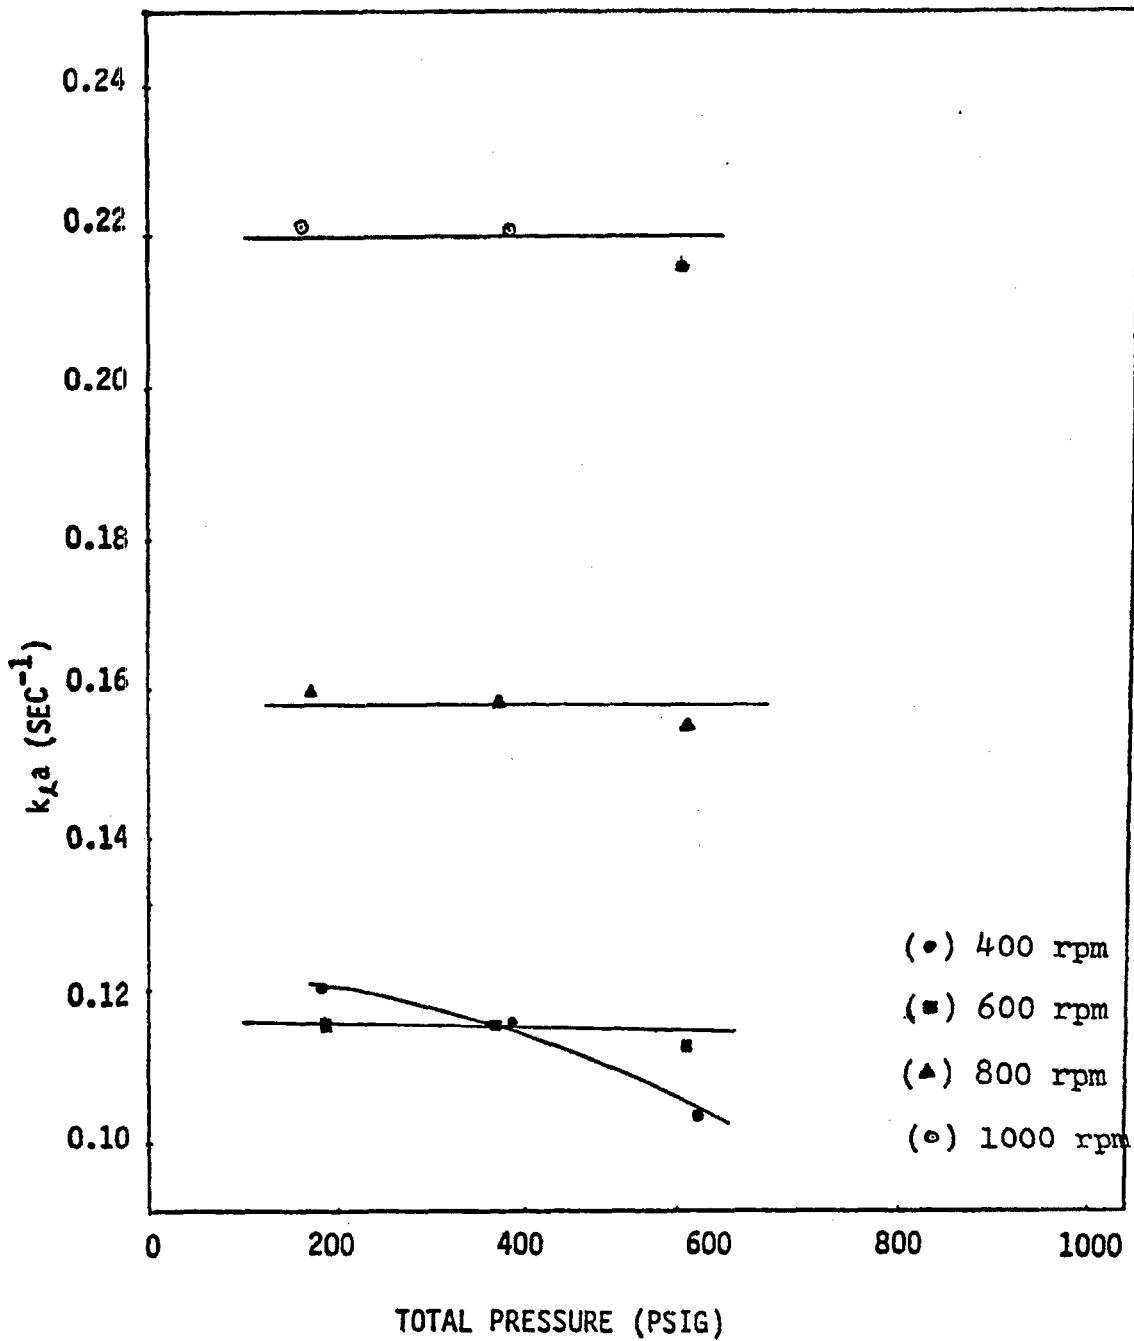 0.24
0.22
0.20
0.18
0.16
0.14
0.12
0.10
kℓa (SEC⁻¹)
(•) 400 rpm
(■) 600 rpm
(▲) 800 rpm
(⊙) 1000 rpm
0 200 400 600 800 1000
TOTAL PRESSURE (PSIG)